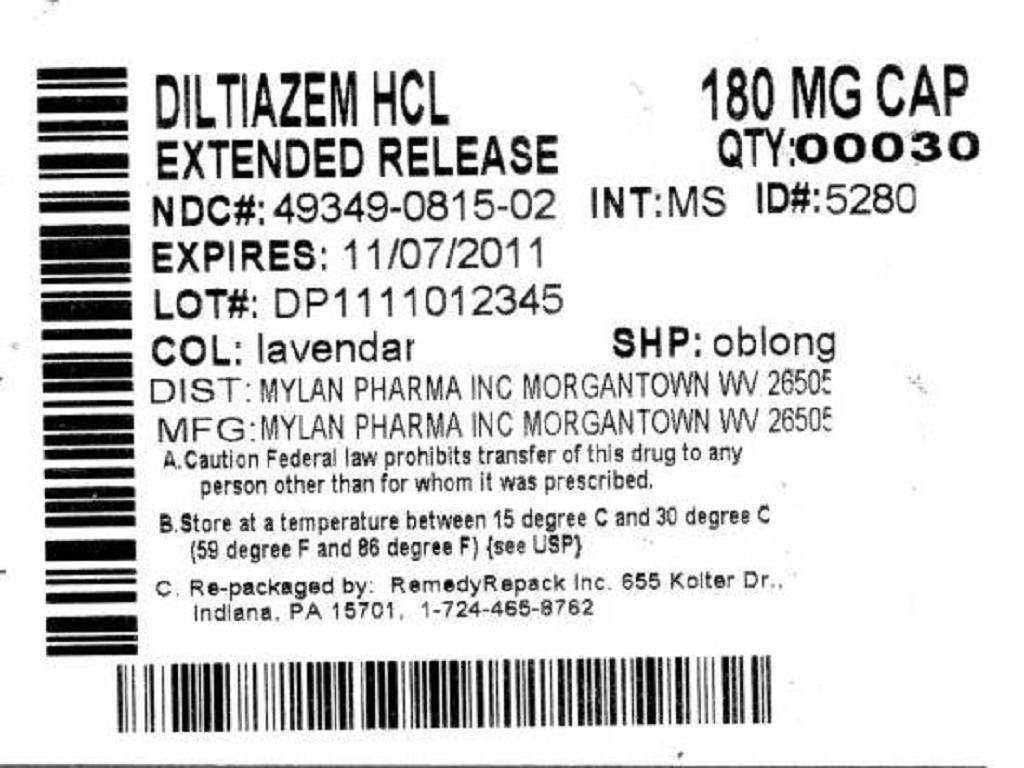 DILTIAZEM HCL 180 MG CAP
EXTENDED RELEASE QTY:00030
NDC#: 49349-0815-02 INT:MS ID#:5280
EXPIRES: 11/07/2011
LOT#: DP1111012345
COL: lavendar SHP: oblong
DIST: MYLAN PHARMA INC MORGANTOWN WV 26505
MFG: MYLAN PHARMA INC MORGANTOWN WV 26505
A. Caution Federal law prohibits transfer of this drug to any
person other than for whom it was prescribed.
B. Store at a temperature between 15 degree C and 30 degree C
(59 degree F and 86 degree F) {see USP}
C. Re-packaged by: RemedyRepack Inc. 655 Kolter Dr.,
Indiana, PA 15701, 1-724-465-8762